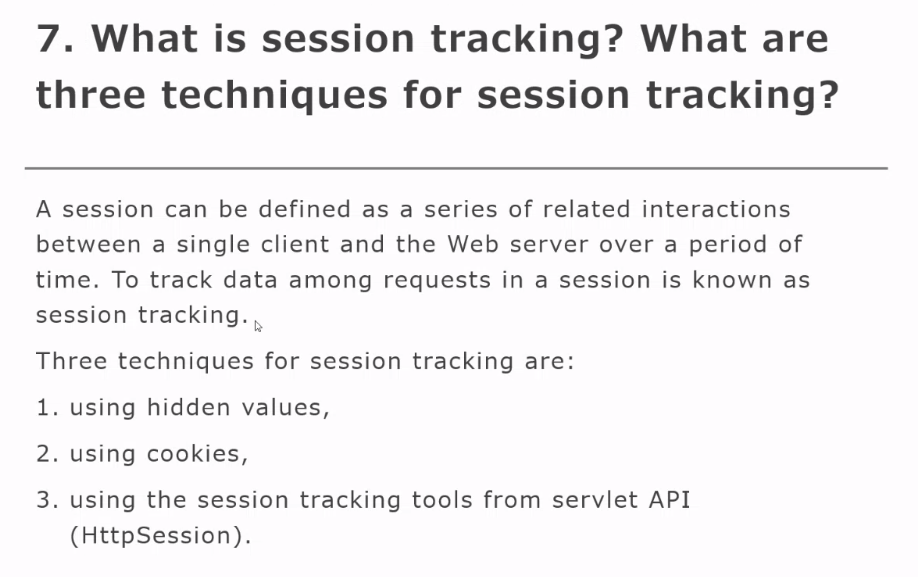 7. What is session tracking? What are
three techniques for session tracking?
A session can be defined as a series of related interactions
between a single client and the Web server over a period of
time. To track data among requests in a session is known as
session tracking.
Three techniques for session tracking are:
1. using hidden values,
2. using cookies,
3. using the session tracking tools from servlet API
(HttpSession).